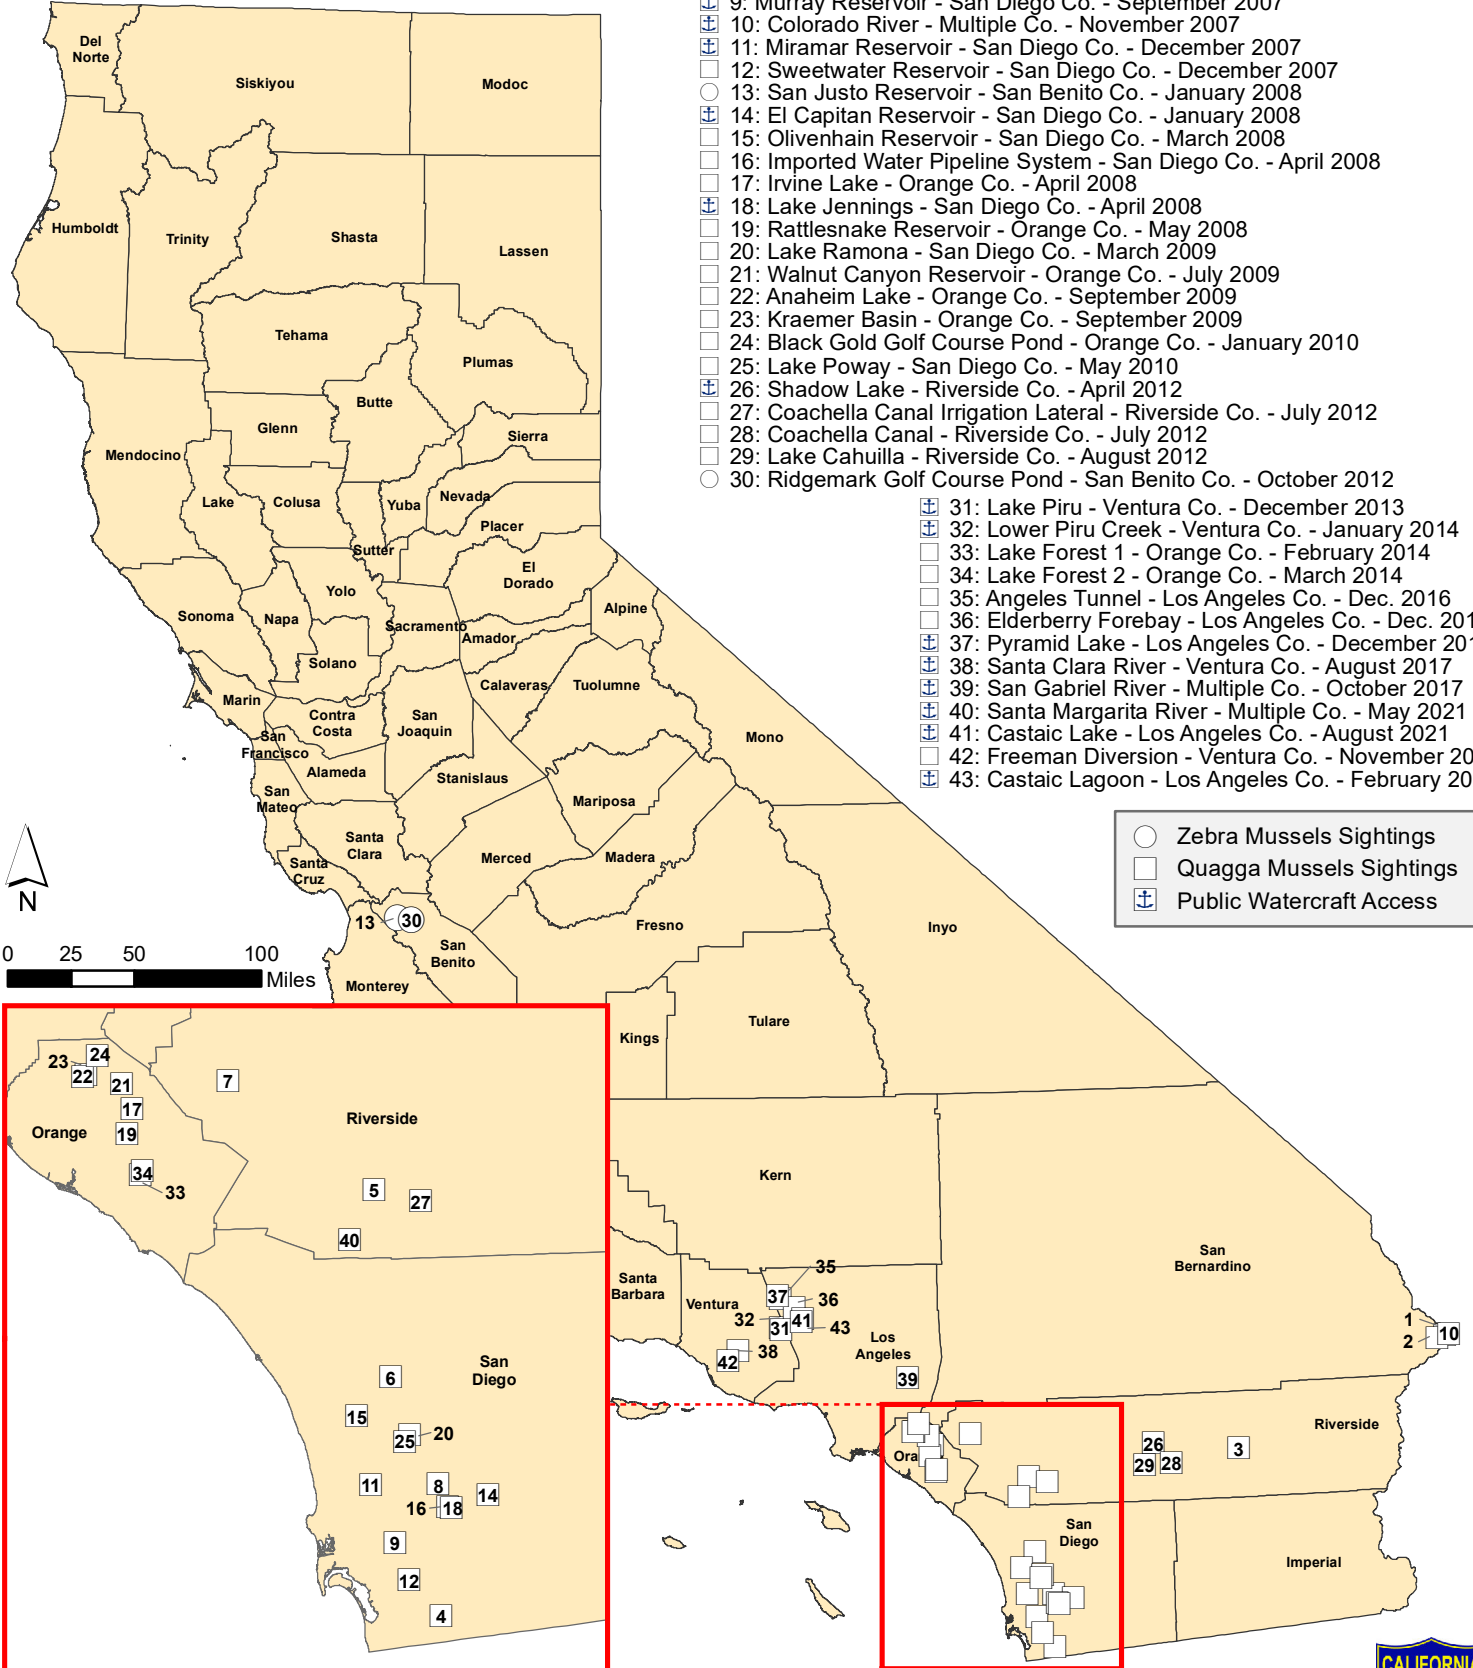 9: Murray Reservoir - San Diego Co. - September 2007
10: Colorado River - Multiple Co. - November 2007
11: Miramar Reservoir - San Diego Co. - December 2007
12: Sweetwater Reservoir - San Diego Co. - December 2007
13: San Justo Reservoir - San Benito Co. - January 2008
14: El Capitan Reservoir - San Diego Co. - January 2008
15: Olivenhain Reservoir - San Diego Co. - March 2008
16: Imported Water Pipeline System - San Diego Co. - April 2008
17: Irvine Lake - Orange Co. - April 2008
18: Lake Jennings - San Diego Co. - April 2008
19: Rattlesnake Reservoir - Orange Co. - May 2008
20: Lake Ramona - San Diego Co. - March 2009
21: Walnut Canyon Reservoir - Orange Co. - July 2009
22: Anaheim Lake - Orange Co. - September 2009
23: Kraemer Basin - Orange Co. - September 2009
24: Black Gold Golf Course Pond - Orange Co. - January 2010
25: Lake Poway - San Diego Co. - May 2010
26: Shadow Lake - Riverside Co. - April 2012
27: Coachella Canal Irrigation Lateral - Riverside Co. - July 2012
28: Coachella Canal - Riverside Co. - July 2012
29: Lake Cahuilla - Riverside Co. - August 2012
30: Ridgemark Golf Course Pond - San Benito Co. - October 2012
31: Lake Piru - Ventura Co. - December 2013
32: Lower Piru Creek - Ventura Co. - January 2014
33: Lake Forest 1 - Orange Co. - February 2014
34: Lake Forest 2 - Orange Co. - March 2014
35: Angeles Tunnel - Los Angeles Co. - Dec. 2016
36: Elderberry Forebay - Los Angeles Co. - Dec. 201
37: Pyramid Lake - Los Angeles Co. - December 201
38: Santa Clara River - Ventura Co. - August 2017
39: San Gabriel River - Multiple Co. - October 2017
40: Santa Margarita River - Multiple Co. - May 2021
41: Castaic Lake - Los Angeles Co. - August 2021
42: Freeman Diversion - Ventura Co. - November 20
43: Castaic Lagoon - Los Angeles Co. - February 20
Zebra Mussels Sightings
Quagga Mussels Sightings
Public Watercraft Access
Del
Norte
Siskiyou
Modoc
Humboldt
Trinity
Shasta
Lassen
Tehama
Plumas
Butte
Glenn
Sierra
Mendocino
Lake
Colusa
Yuba
Nevada
Placer
Sutter
El
Dorado
Yolo
Sonoma
Napa
Sacramento
Alpine
Amador
Solano
Calaveras
Tuolumne
Marin
Contra
Costa
San
Joaquin
San
Francisco
Mono
Alameda
Stanislaus
San
Mateo
Mariposa
Santa
Clara
Santa
Cruz
Merced
Madera
13
30
Fresno
Inyo
San
Benito
Monterey
N
0 25 50 100
Miles
Kings
Tulare
Kern
San
Bernardino
Santa
Barbara
Ventura
35
37
36
32
31
41
43
38
42
Los
Angeles
39
1
2
10
Riverside
26
3
29
28
Ora
San
Diego
Imperial
23
24
22
21
7
17
Orange
19
Riverside
34
33
5
27
40
6
San
Diego
15
25
20
11
8
14
16
18
9
12
4
CALIFORNIA